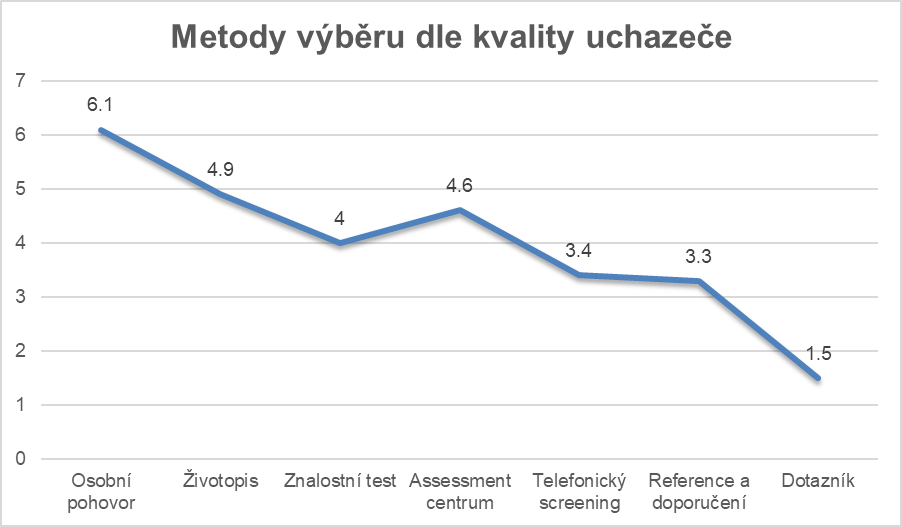 Metody výběru dle kvality uchazeče
7
6
5
4
3
2
1
0
6.1
4.9
4
4.6
3.4
3.3
1.5
Osobní
pohovor
Životopis
Znalostní test
Assessment
centrum
Telefonický
screening
Reference a
doporučení
Dotazník